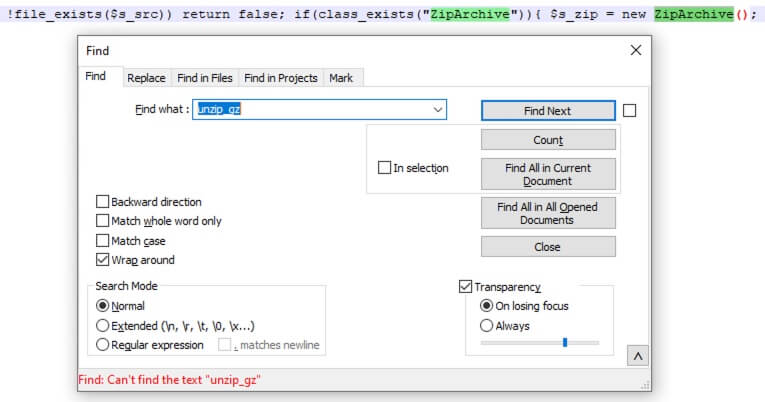 !file_exists($s_src)) return false; if(class_exists("ZipArchive")){ $s_zip = new ZipArchive();
Find
Find Replace Find in Files Find in Projects Mark
Find what : unzip_gz
Find Next
Count
In selection
Find All in Current Document
Find All in All Opened Documents
Close
Backward direction
Match whole word only
Match case
Wrap around
Search Mode
Normal
Extended (\n, \r, \t, \0, \x...)
Regular expression . matches newline
Transparency
On losing focus
Always
Find: Can't find the text "unzip_gz"